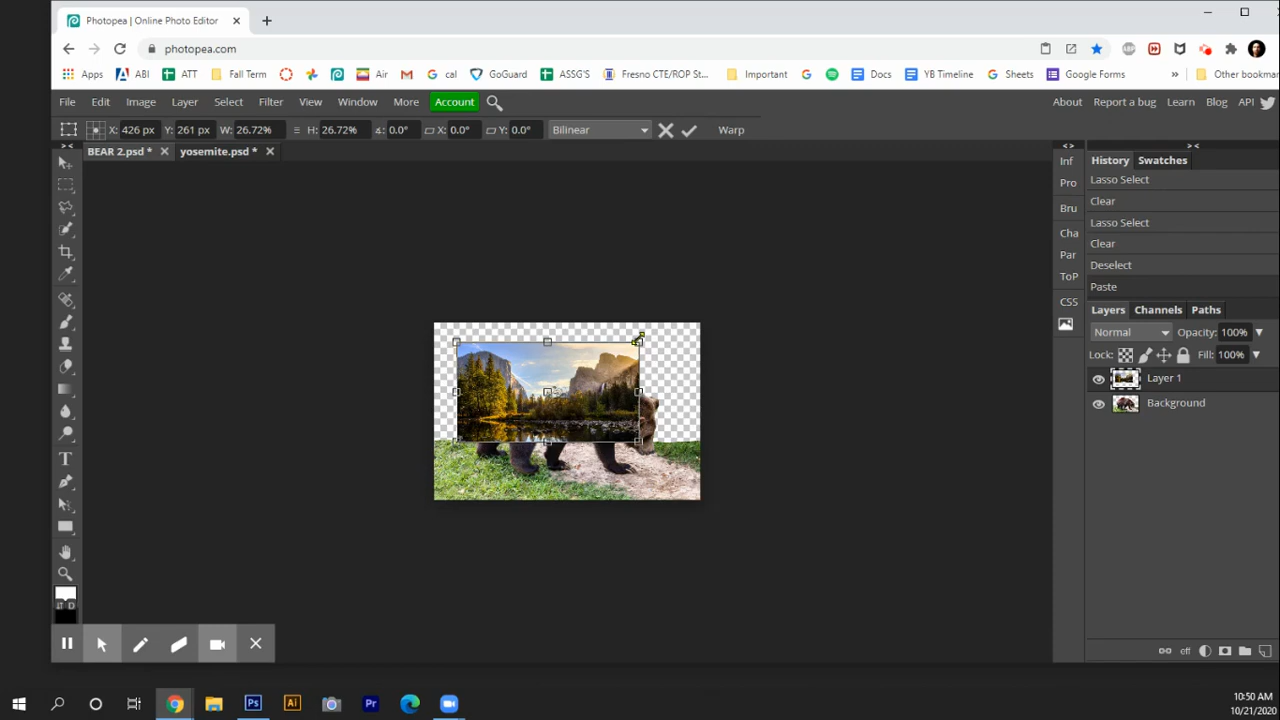 Photopea | Online Photo Editor
photopea.com
Apps ABI ATT Fall Term Air cal GoGuard ASSG'S Fresno CTE/ROP St... Important Docs YB Timeline Sheets Google Forms » Other bookmar
File Edit Image Layer Select Filter View Window More Account About Report a bug Learn Blog API
X: 426 px Y: 261 px W: 26.72% H: 26.72% 0.0° X: 0.0° Y: 0.0° Bilinear Warp
> < < > > <
BEAR 2.psd * yosemite.psd *
Inf
Pro
Bru
Cha
Par
ToP
CSS
History Swatches
Lasso Select
Clear
Lasso Select
Clear
Deselect
Paste
Layers Channels Paths
Normal Opacity: 100%
Lock: Fill: 100%
Layer 1
Background
D
off
Ps Ai Pr
10:50 AM
10/21/2020